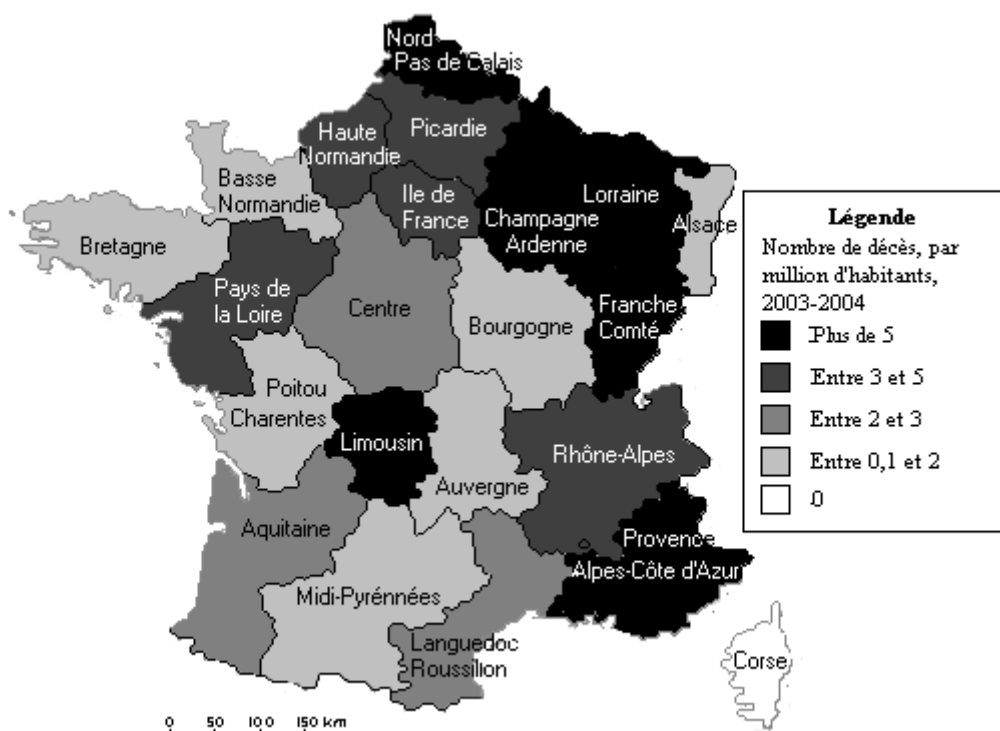 Nord
Pas de Calais
Haute
Normandie
Picardie
Basse
Normandie
Ile de
France
Lorraine
Champagne
Ardenne
Alsace
Bretagne
Pays de
la Loire
Centre
Bourgogne
Franche
Comté
Poitou
Charentes
Limousin
Auvergne
Rhône-Alpes
Aquitaine
Provence
Alpes-Côte d'Azur
Midi-Pyrénnées
Languedoc
Roussillon
Corse
0 50 100 150 km
Légende
Nombre de décès, par
million d'habitants,
2003-2004
Plus de 5
Entre 3 et 5
Entre 2 et 3
Entre 0,1 et 2
0